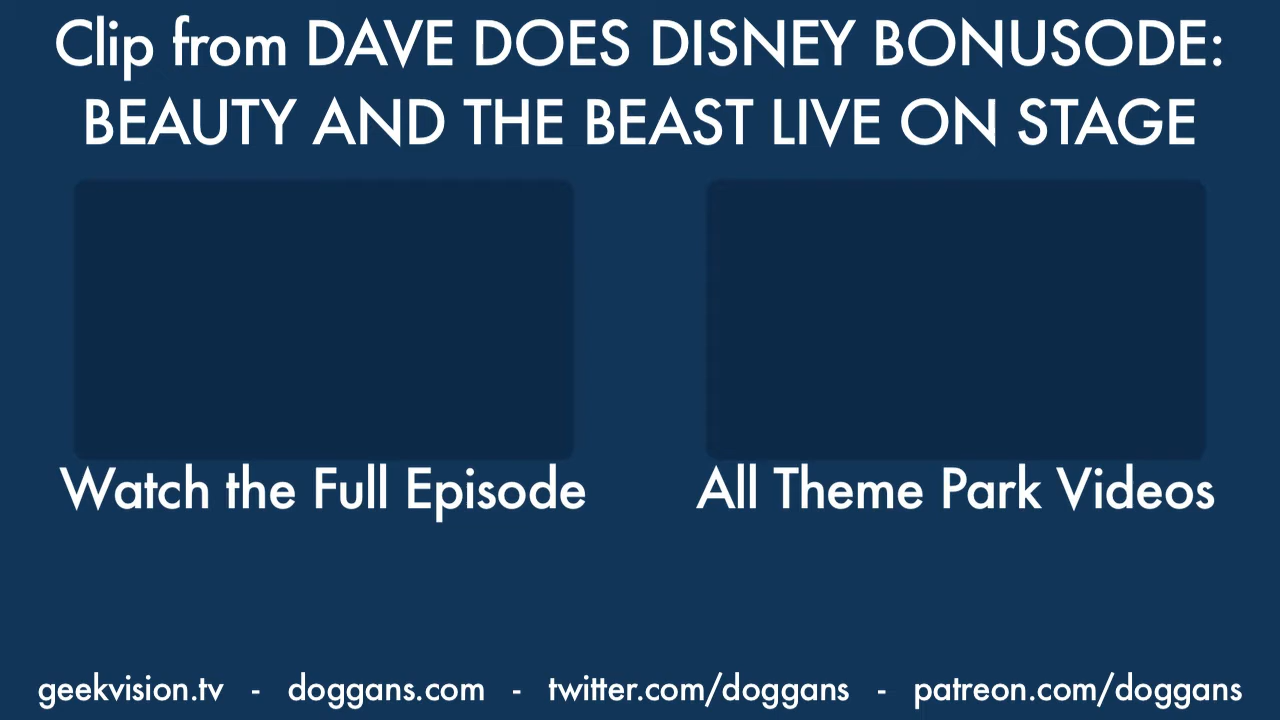 Clip from DAVE DOES DISNEY BONUSODE:
BEAUTY AND THE BEAST LIVE ON STAGE
Watch the Full Episode
All Theme Park Videos
geekvision.tv - doggans.com - twitter.com/doggans - patreon.com/doggans